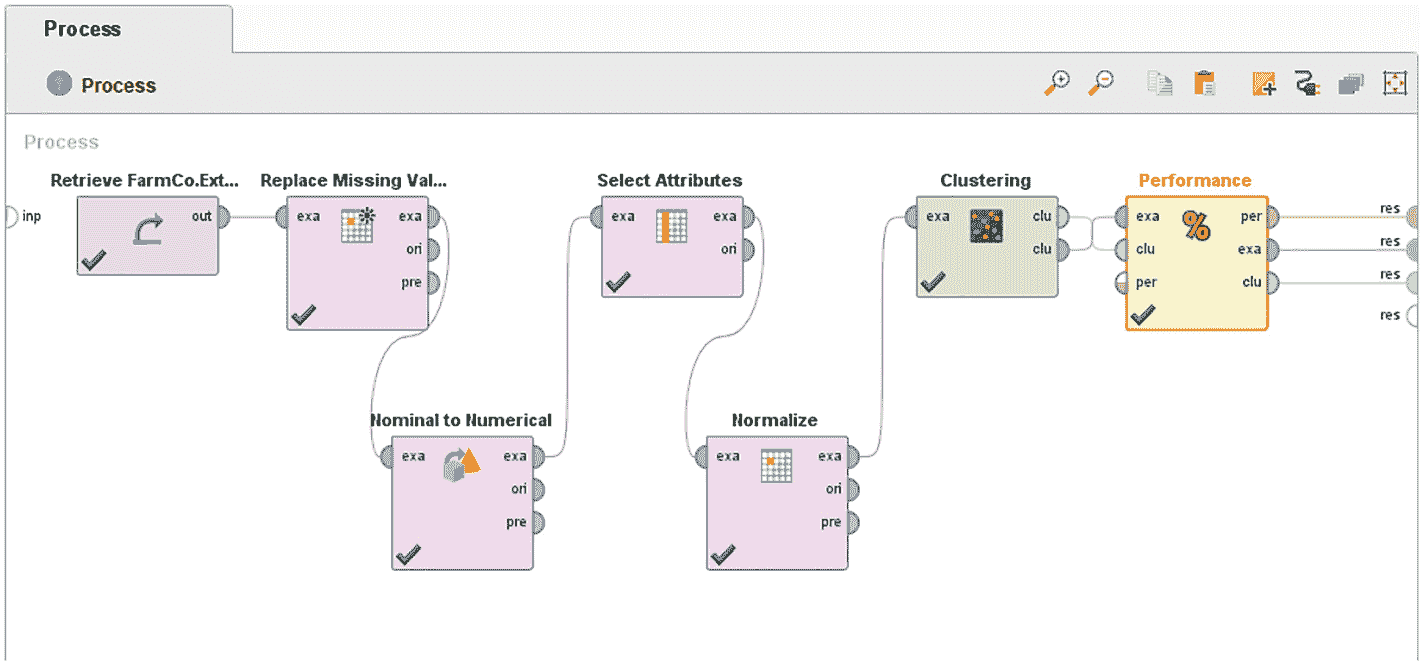 Process
Process
Process
Retrieve FarmCo.Ext... Replace Missing Val... Select Attributes Clustering Performance
inp out exa exa exa exa exa clu exa per res
ori ori clu clu exa res
pre per clu res
res
Nominal to Numerical Normalize
exa exa exa exa
ori ori
pre pre